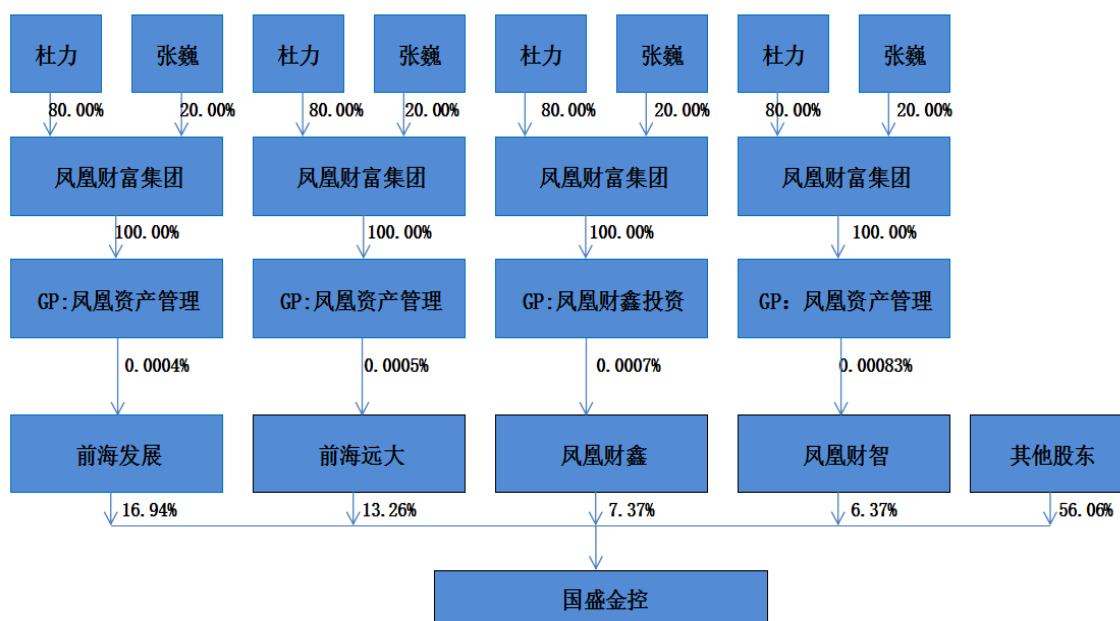 杜力
张巍
杜力
张巍
杜力
张巍
杜力
张巍
80.00%
20.00%
80.00%
20.00%
80.00%
20.00%
80.00%
20.00%
凤凰财富集团
凤凰财富集团
凤凰财富集团
凤凰财富集团
100.00%
100.00%
100.00%
100.00%
GP:凤凰资产管理
GP:凤凰资产管理
GP:凤凰财鑫投资
GP：凤凰资产管理
0.0004%
0.0005%
0.0007%
0.00083%
前海发展
前海远大
凤凰财鑫
凤凰财智
其他股东
16.94%
13.26%
7.37%
6.37%
56.06%
国盛金控